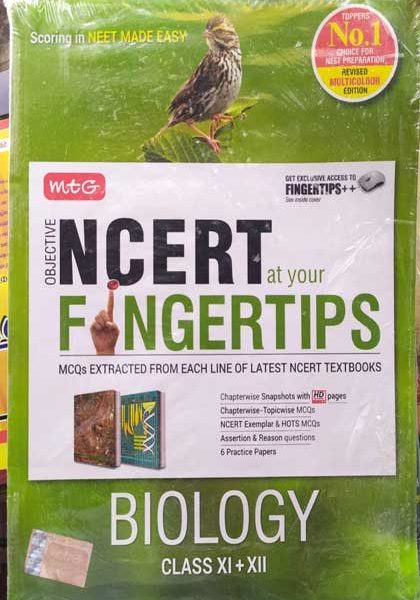 Scoring in NEET MADE EASY
TOPPERS
No.1
CHOICE FOR
NEET PREPARATION
REVISED
MULTICOLOUR
EDITION
mtG
GET EXCLUSIVE ACCESS TO
FINGERTIPS++
See inside cover
OBJECTIVE
NCERT at your
FINGERTIPS
MCQs EXTRACTED FROM EACH LINE OF LATEST NCERT TEXTBOOKS
Chapterwise Snapshots with HD pages
Chapterwise-Topicwise MCQs
NCERT Exemplar & HOTS MCQs
Assertion & Reason questions
6 Practice Papers
BIOLOGY
CLASS XI + XII